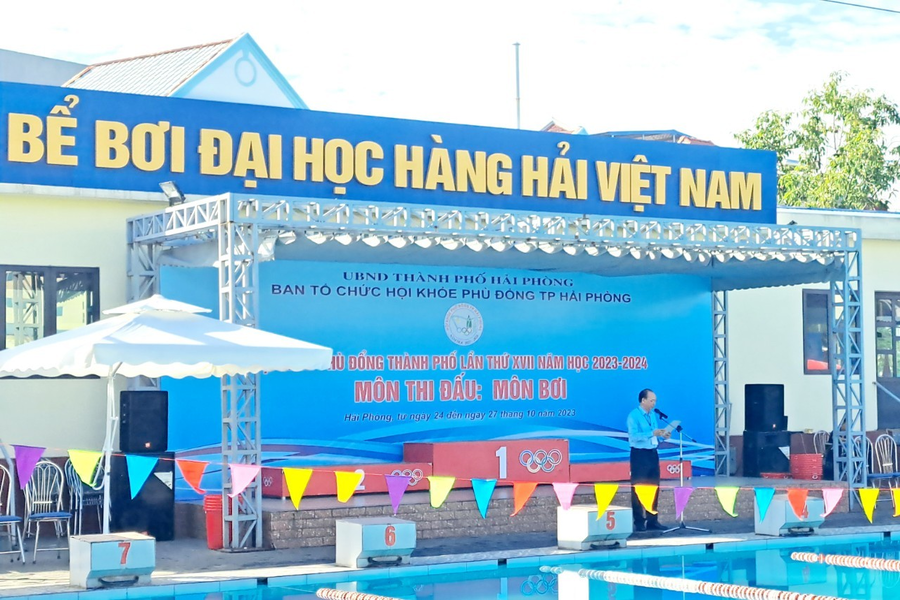 BỂ BƠI ĐẠI HỌC HÀNG HẢI VIỆT NAM
UBND THÀNH PHỐ HẢI PHÒNG
BAN TỔ CHỨC HỘI KHỎE PHÙ ĐỔNG TP HẢI PHÒNG
ĐỔNG THÀNH PHỐ LẦN THỨ XVII NĂM HỌC 2023-2024
MÔN THI ĐẤU: MÔN BƠI
Hải Phòng, từ ngày 24 đến ngày 27 tháng 10 năm 2023
2 1
7 6 5